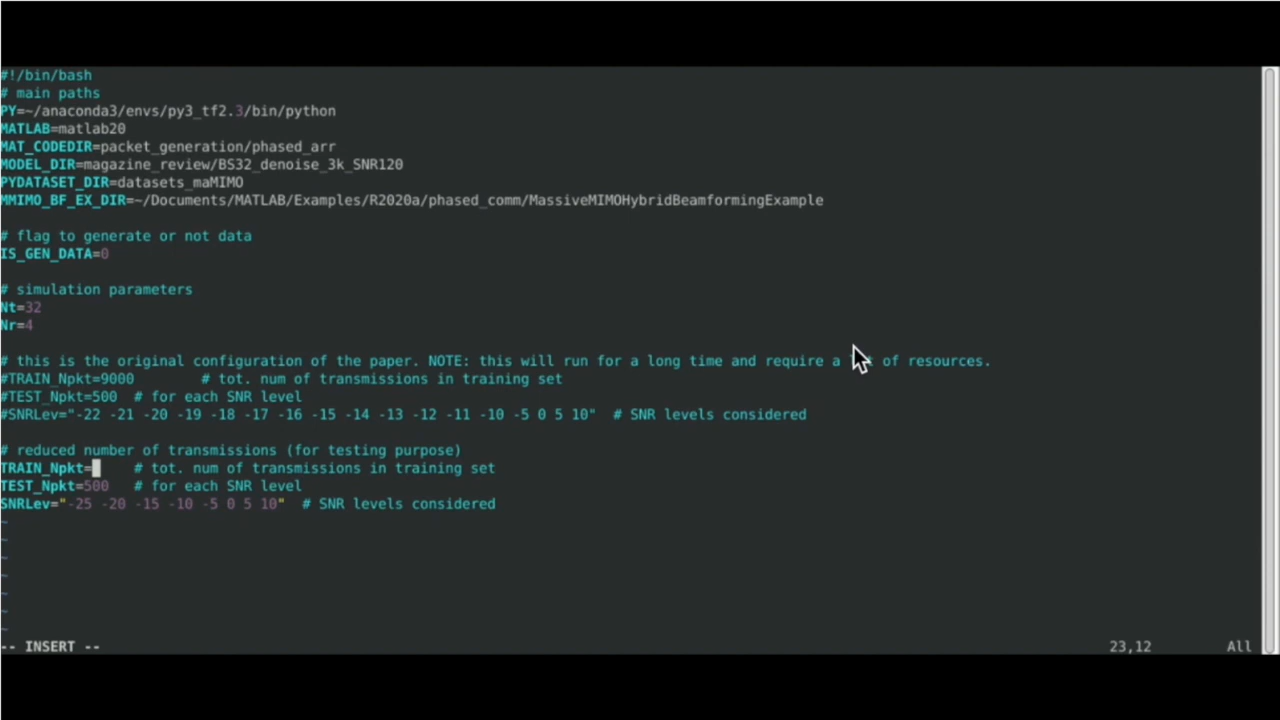 #!/bin/bash
# main paths
PY=~/anaconda3/envs/py3_tf2.3/bin/python
MATLAB=matlab20
MAT_CODEDIR=packet_generation/phased_arr
MODEL_DIR=magazine_review/BS32_denoise_3k_SNR120
PYDATASET_DIR=datasets_maMIMO
MMIMO_BF_EX_DIR=~/Documents/MATLAB/Examples/R2020a/phased_comm/MassiveMIMOHybridBeamformingExample
# flag to generate or not data
IS_GEN_DATA=0
# simulation parameters
Nt=32
Nr=4
# this is the original configuration of the paper. NOTE: this will run for a long time and require a of resources.
#TRAIN_Npkt=9000 # tot. num of transmissions in training set
#TEST_Npkt=500 # for each SNR level
#SNRLev="-22 -21 -20 -19 -18 -17 -16 -15 -14 -13 -12 -11 -10 -5 0 5 10" # SNR levels considered
# reduced number of transmissions (for testing purpose)
TRAIN_Npkt= # tot. num of transmissions in training set
TEST_Npkt=500 # for each SNR level
SNRLev="-25 -20 -15 -10 -5 0 5 10" # SNR levels considered
~
~
~
~
~
~
~
-- INSERT -- 23,12 All